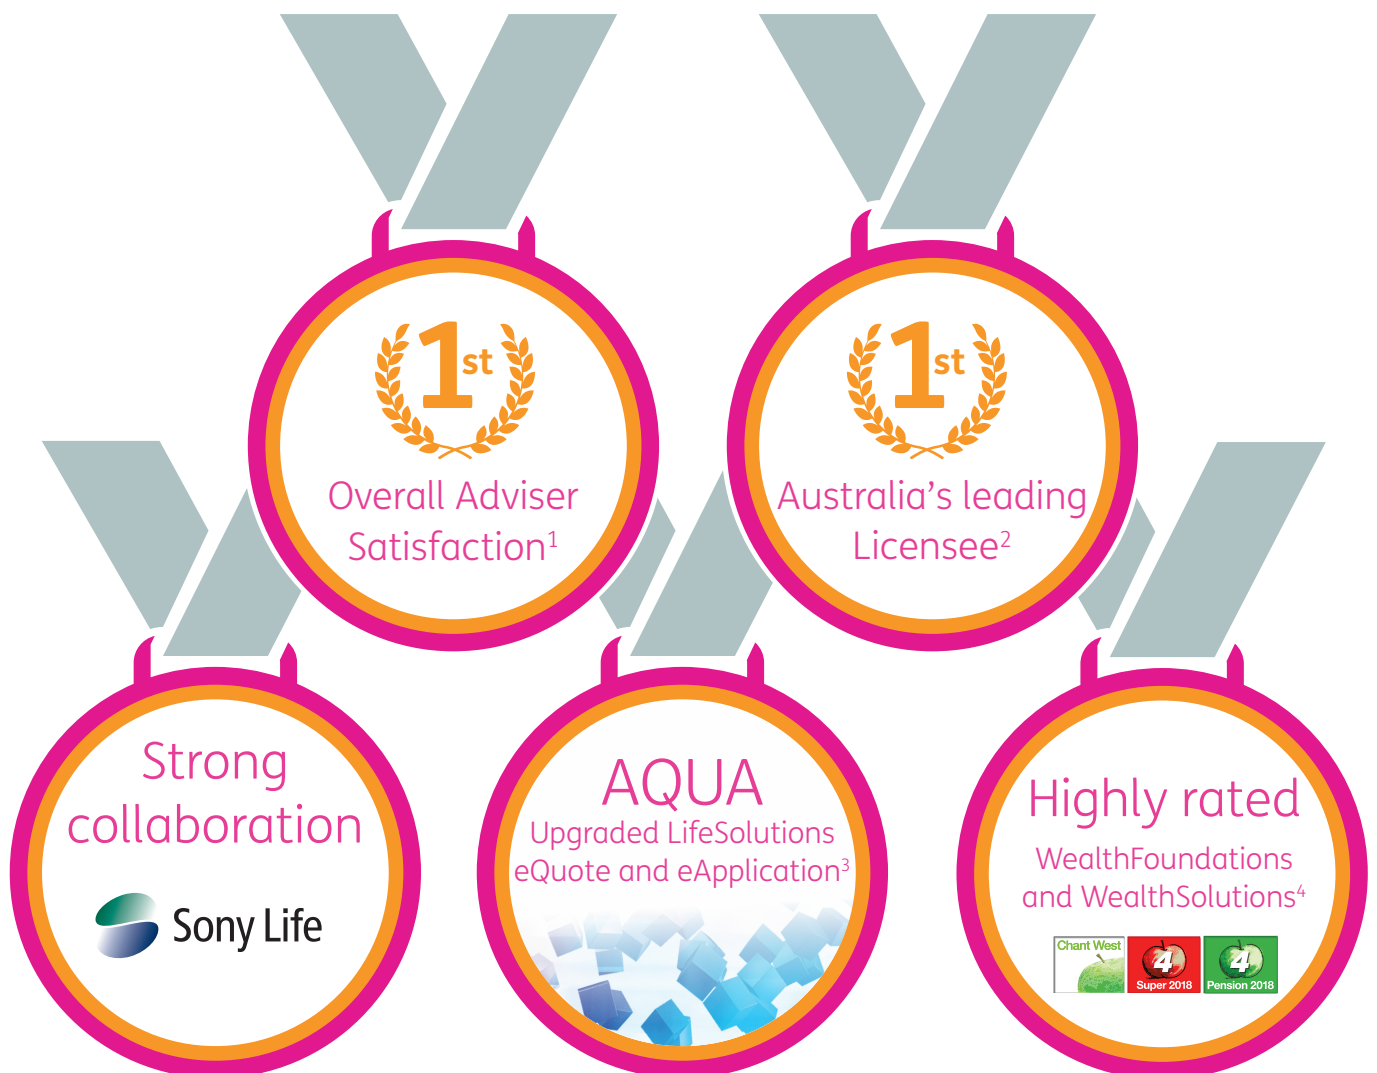 1st
Overall Adviser
Satisfaction1
1st
Australia's leading
Licensee2
Strong
collaboration
Sony Life
AQUA
Upgraded LifeSolutions
eQuote and eApplication3
Highly rated
WealthFoundations
and WealthSolutions4
Chant West
4
Super 2018
4
Pension 2018